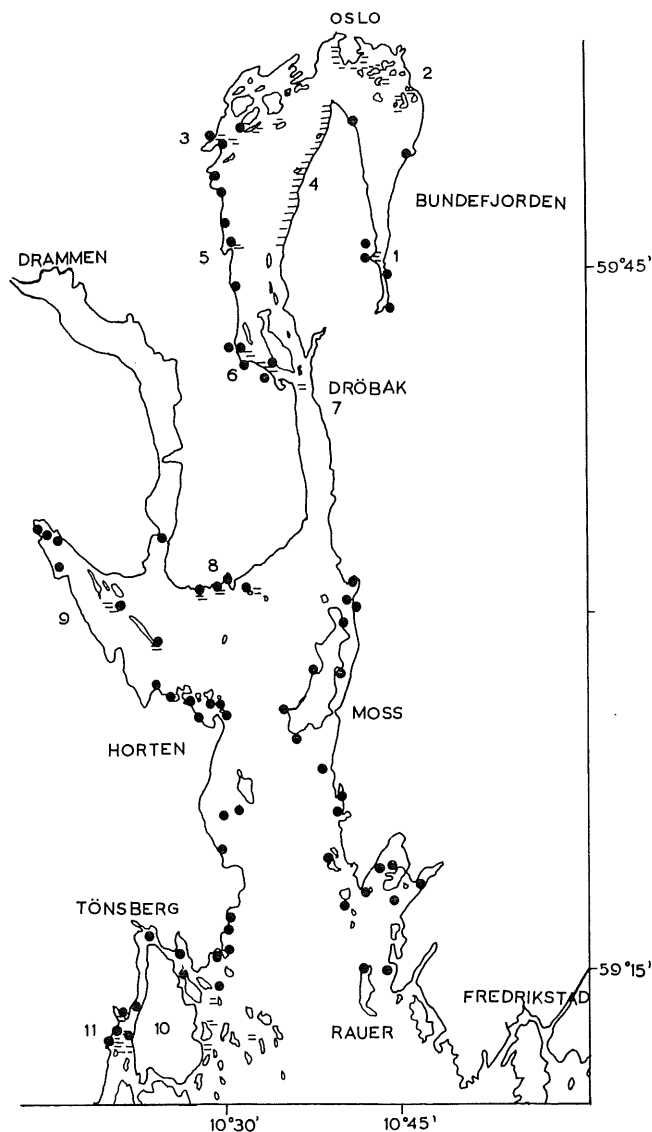 OSLO
2
3
4
BUNDEFJORDEN
DRAMMEN
5
1
59°45'
6
DRÖBAK
7
8
9
MOSS
HORTEN
TÖNSBERG
59°15'
FREDRIKSTAD
11
10
RAUER
10°30'
10°45'